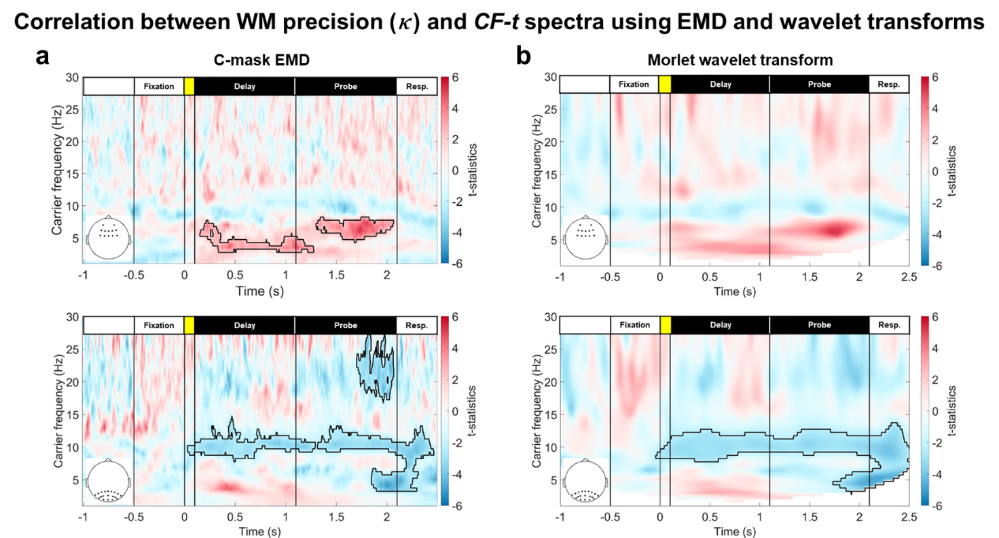 Correlation between WM precision (κ) and CF-t spectra using EMD and wavelet transforms
a
C-mask EMD
30
25
20
15
10
5
Carrier frequency (Hz)
Fixation
Delay
Probe
Resp.
-1
-0.5
0
0.5
1
1.5
2
Time (s)
6
4
2
0
-2
-4
-6
t-statistics
b
Morlet wavelet transform
30
25
20
15
10
5
Carrier frequency (Hz)
Fixation
Delay
Probe
Resp.
-1
-0.5
0
0.5
1
1.5
2
2.5
Time (s)
6
4
2
0
-2
-4
-6
t-statistics
30
25
20
15
10
5
Carrier frequency (Hz)
Fixation
Delay
Probe
Resp.
-1
-0.5
0
0.5
1
1.5
2
Time (s)
6
4
2
0
-2
-4
-6
t-statistics
30
25
20
15
10
5
Carrier frequency (Hz)
Fixation
Delay
Probe
Resp.
-1
-0.5
0
0.5
1
1.5
2
2.5
Time (s)
6
4
2
0
-2
-4
-6
t-statistics